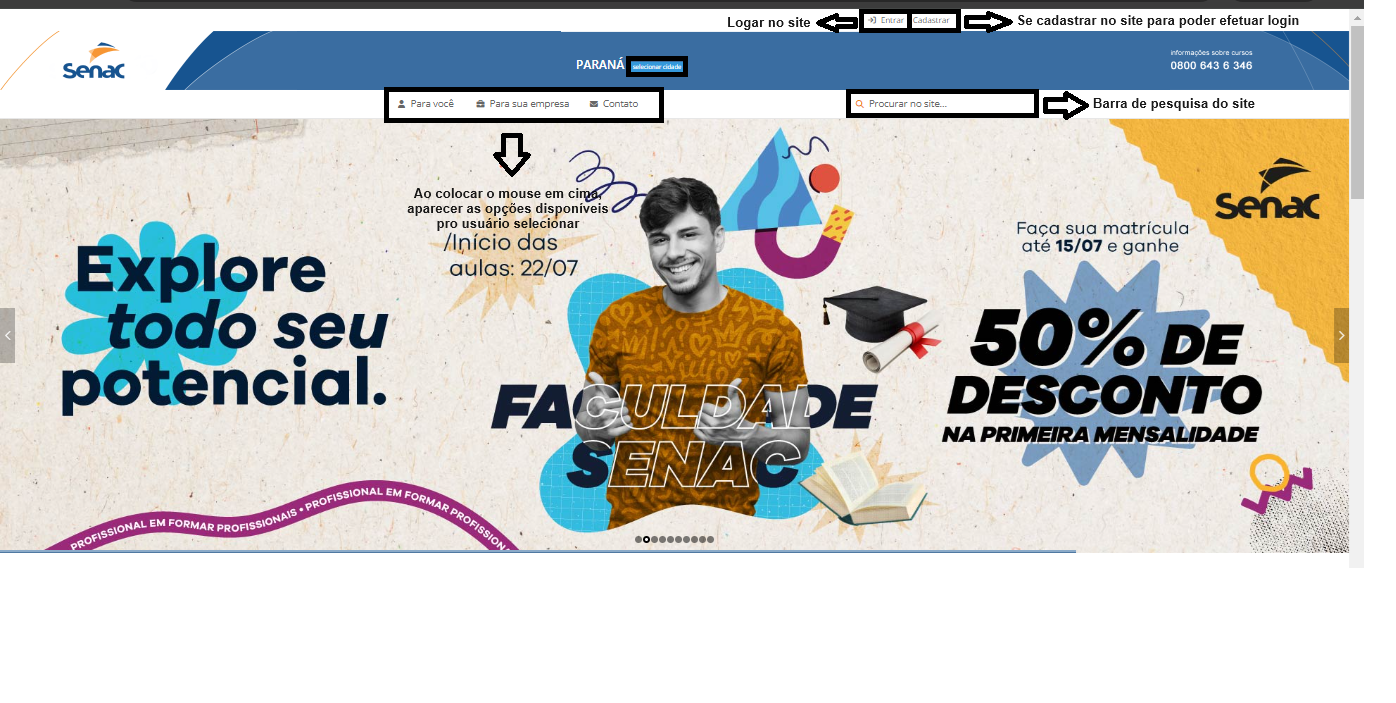 Logar no site
Entrar
Cadastrar
Se cadastrar no site para poder efetuar login
Senac
PARANÁ
selecionar cidade
informações sobre cursos
0800 643 6 346
Para você
Para sua empresa
Contato
Procurar no site...
Barra de pesquisa do site
Ao colocar o mouse em cima,
aparecer as opções disponíveis
pro usuário selecionar
/Início das
aulas: 22/07
Explore
todo seu
potencial.
FACULDADE
SENAC
Senac
Faça sua matrícula
até 15/07 e ganhe
50% DE
DESCONTO
NA PRIMEIRA MENSALIDADE
PROFISSIONAL EM FORMAR PROFISSIONAIS • PROFISSIONAL EM FORMAR PROFISSIONA